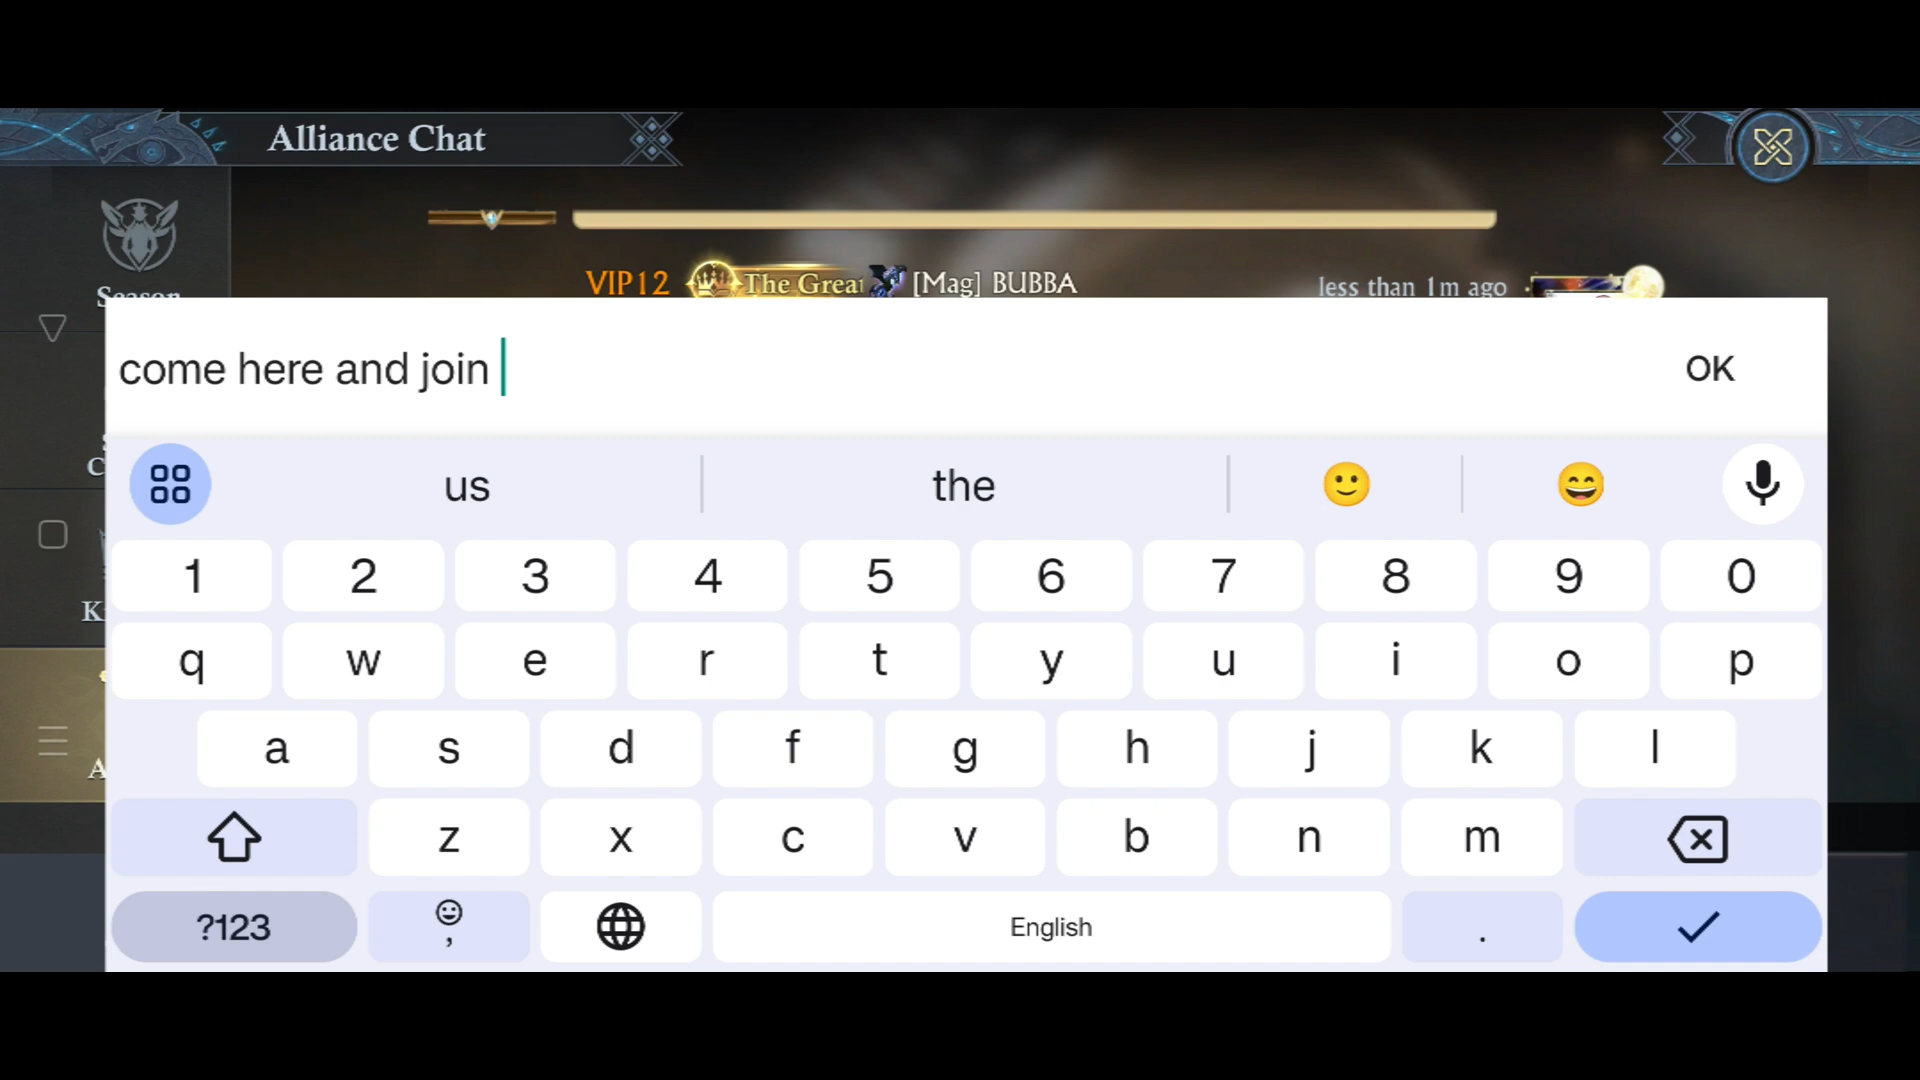 Alliance Chat
Season
VIP12 The Great [Mag] BUBBA less than 1m ago
come here and join OK
us the
1 2 3 4 5 6 7 8 9 0
q w e r t y u i o p
a s d f g h j k l
z x c v b n m
?123 , English .